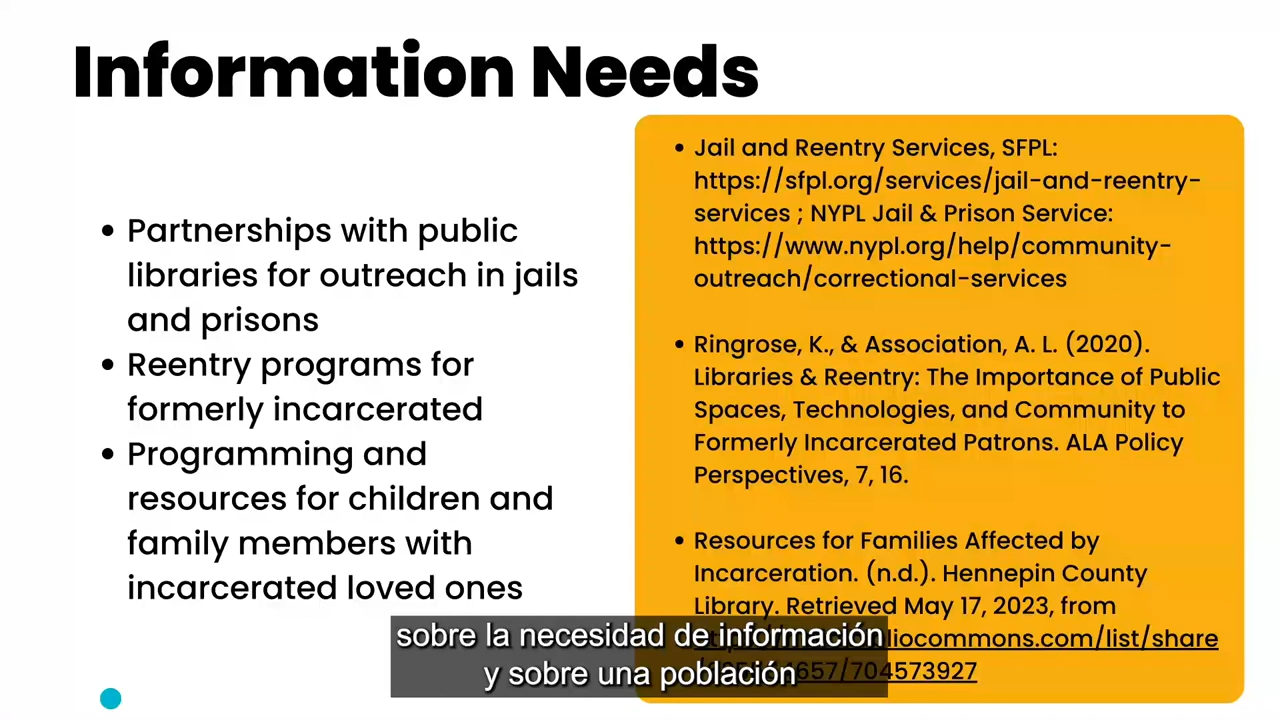 Information Needs
• Partnerships with public
libraries for outreach in jails
and prisons
• Reentry programs for
formerly incarcerated
• Programming and
resources for children and
family members with
incarcerated loved ones
• Jail and Reentry Services, SFPL:
https://sfpl.org/services/jail-and-reentry-
services ; NYPL Jail & Prison Service:
https://www.nypl.org/help/community-
outreach/correctional-services
• Ringrose, K., & Association, A. L. (2020).
Libraries & Reentry: The Importance of Public
Spaces, Technologies, and Community to
Formerly Incarcerated Patrons. ALA Policy
Perspectives, 7, 16.
• Resources for Families Affected by
Incarceration. (n.d.). Hennepin County
Library. Retrieved May 17, 2023, from
liocommons.com/list/share
4657/704573927
sobre la necesidad de información
y sobre una población